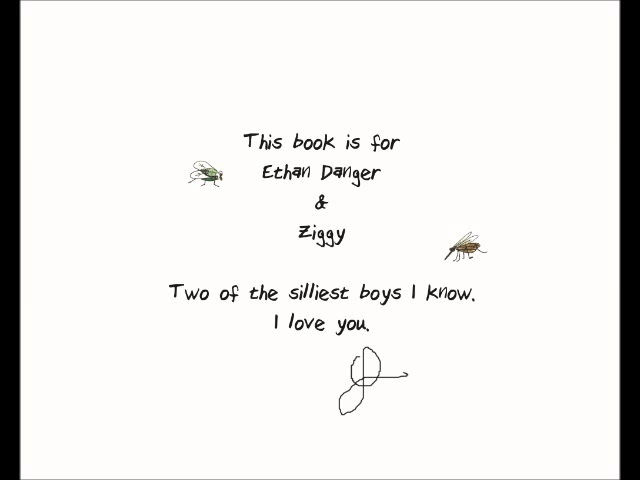 This book is for
Ethan Danger
&
Ziggy
Two of the silliest boys I know.
I love you.